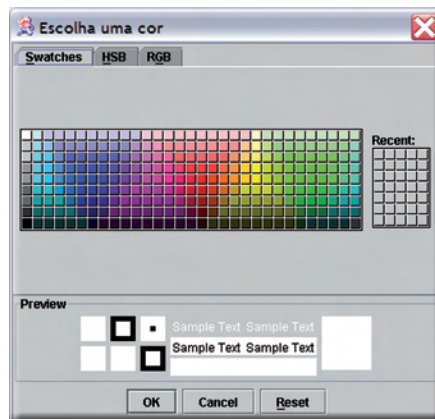 Escolha uma cor
Swatches HSB RGB
Recent:
Preview
Sample Text Sample Text
Sample Text Sample Text
OK Cancel Reset